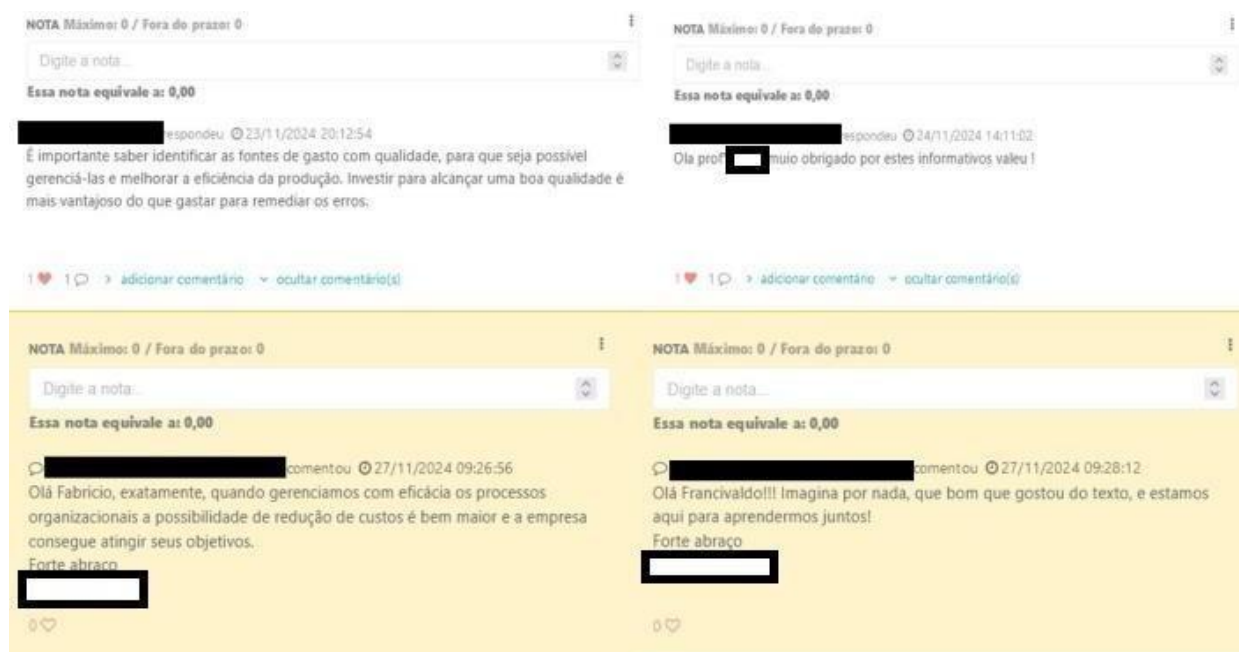 NOTA Máximo: 0 / Fora do prazo: 0
Digite a nota...
Essa nota equivale a: 0,00
respondeu 23/11/2024 20:12:54
É importante saber identificar as fontes de gasto com qualidade, para que seja possível
gerenciá-las e melhorar a eficiência da produção. Investir para alcançar uma boa qualidade é
mais vantajoso do que gastar para remediar os erros.
1 1 > adicionar comentário ocultar comentário(s)
NOTA Máximo: 0 / Fora do prazo: 0
Digite a nota...
Essa nota equivale a: 0,00
respondeu 24/11/2024 14:11:02
Ola profª muio obrigado por estes informativos valeu !
1 1 > adicionar comentário ocultar comentário(s)
NOTA Máximo: 0 / Fora do prazo: 0
Digite a nota...
Essa nota equivale a: 0,00
comentou 27/11/2024 09:26:56
Olá Fabricio, exatamente, quando gerenciamos com eficácia os processos
organizacionais a possibilidade de redução de custos é bem maior e a empresa
consegue atingir seus objetivos.
Forte abraço
0
NOTA Máximo: 0 / Fora do prazo: 0
Digite a nota...
Essa nota equivale a: 0,00
comentou 27/11/2024 09:28:12
Olá Francivaldo!!! Imagina por nada, que bom que gostou do texto, e estamos
aqui para aprendermos juntos!
Forte abraço
0